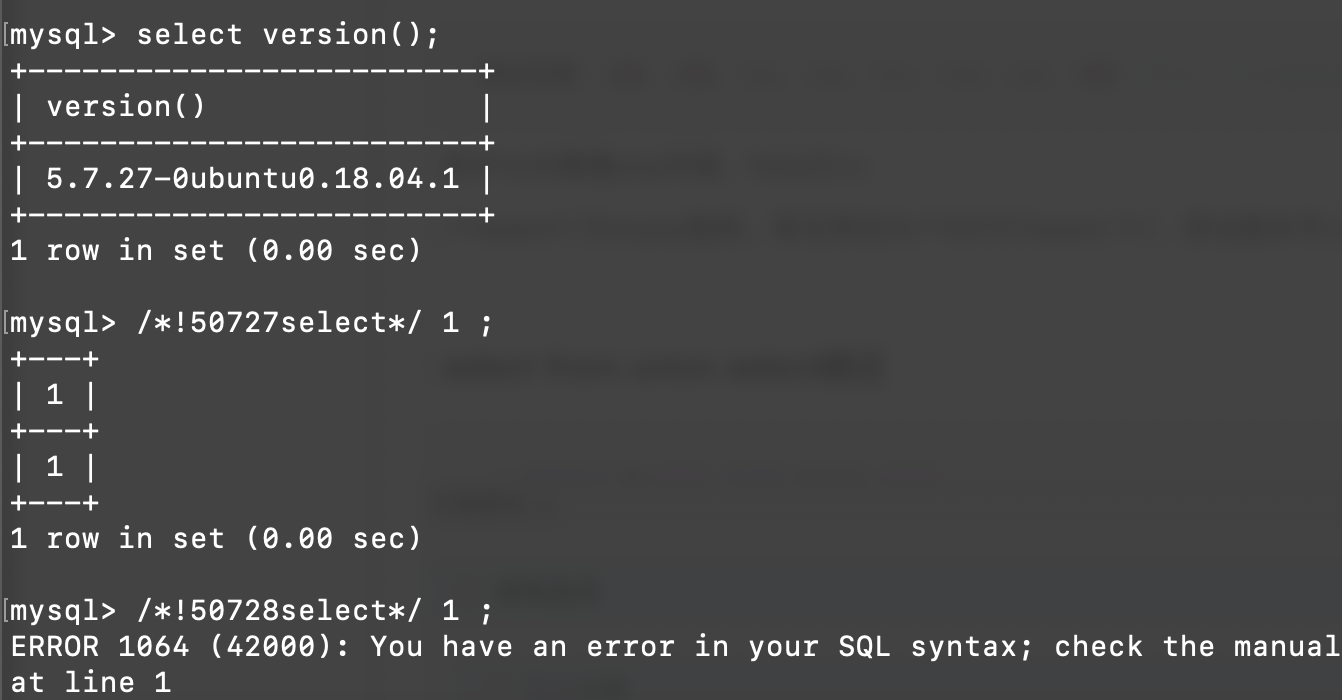 [mysql> select version();
+-------------------------+
| version()               |
+-------------------------+
| 5.7.27-0ubuntu0.18.04.1 |
+-------------------------+
1 row in set (0.00 sec)
[mysql> /*!50727select*/ 1 ;
+---+
| 1 |
+---+
| 1 |
+---+
1 row in set (0.00 sec)
[mysql> /*!50728select*/ 1 ;
ERROR 1064 (42000): You have an error in your SQL syntax; check the manual
at line 1